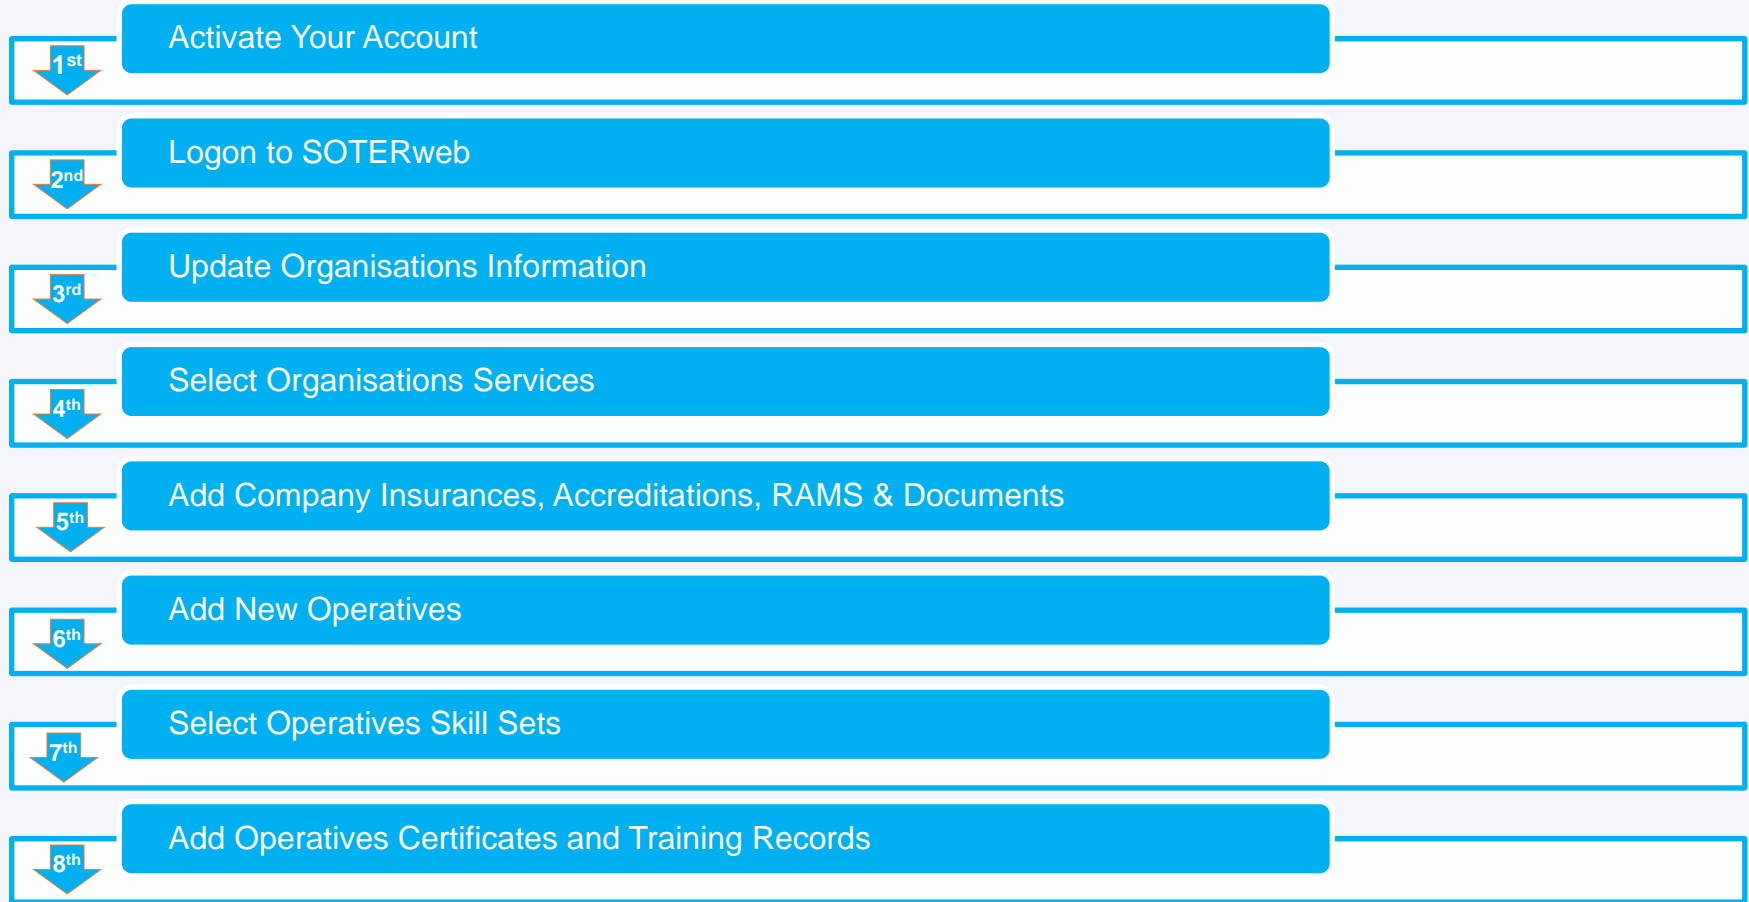 Activate Your Account
1st
Logon to SOTERweb
2nd
Update Organisations Information
3rd
Select Organisations Services
4th
Add Company Insurances, Accreditations, RAMS & Documents
5th
Add New Operatives
6th
Select Operatives Skill Sets
7th
Add Operatives Certificates and Training Records
8th